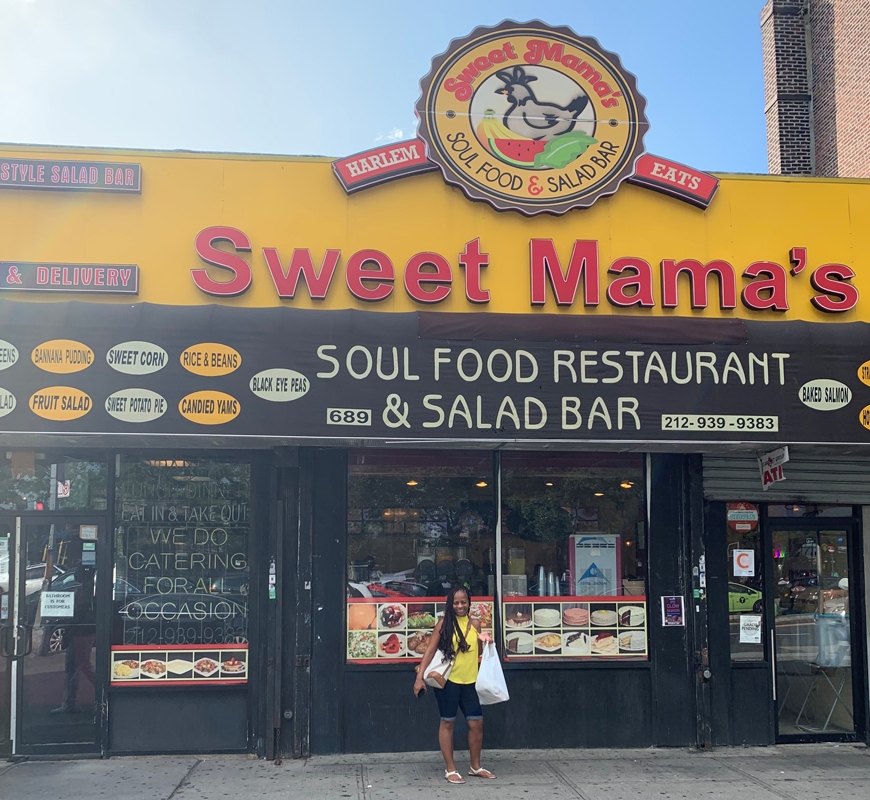 Sweet Mama's
SOUL FOOD & SALAD BAR
HARLEM
EATS
STYLE SALAD BAR
& DELIVERY
Sweet Mama's
BANNANA PUDDING
SWEET CORN
RICE & BEANS
FRUIT SALAD
SWEET POTATO PIE
CANDIED YAMS
BLACK EYE PEAS
SOUL FOOD RESTAURANT
689
& SALAD BAR
212-939-9383
BAKED SALMON
EAT IN & TAKE OUT
WE DO
CATERING
FOR ALL
OCCASION
BATHROOM
IS FOR
CUSTOMERS
C
GRADE
PENDING